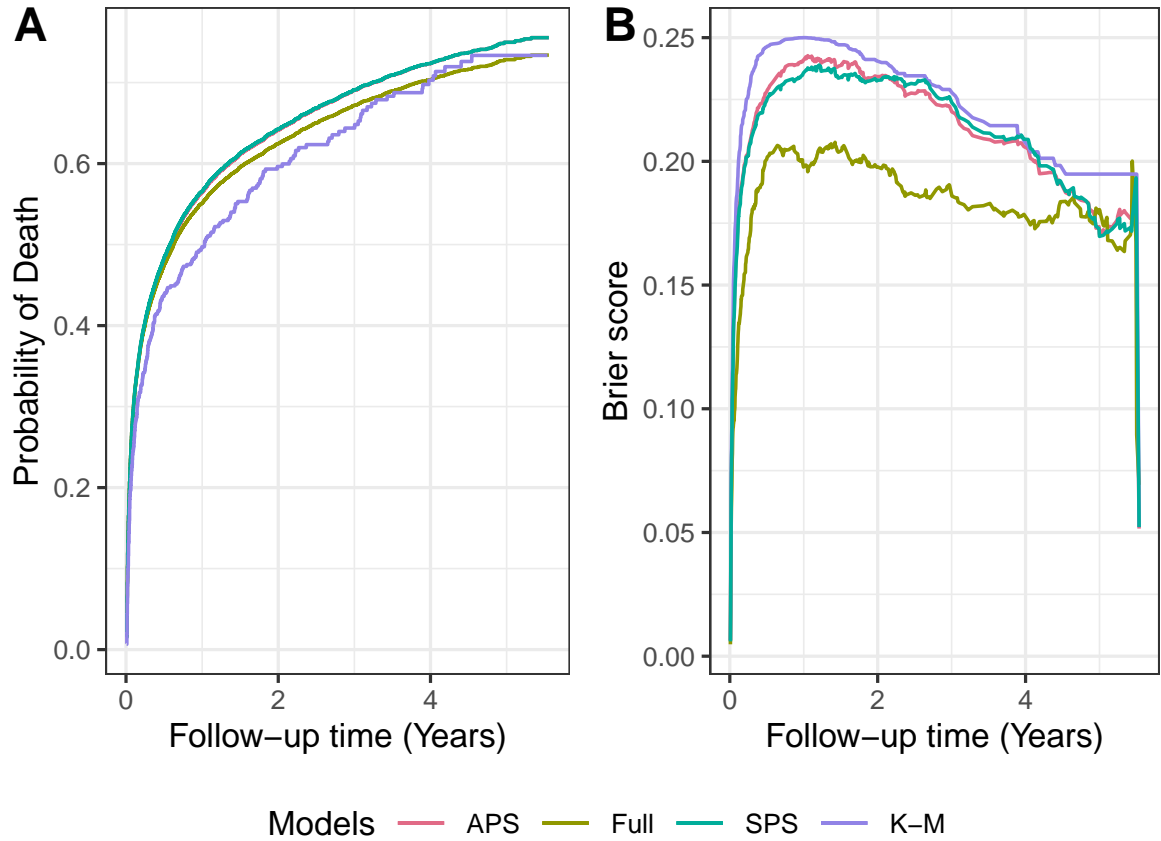 A
B
Probability of Death
0.6
0.4
0.2
0.0
0
2
4
Follow−up time (Years)
Brier score
0.25
0.20
0.15
0.10
0.05
0.00
0
2
4
Follow−up time (Years)
Models APS Full SPS K−M